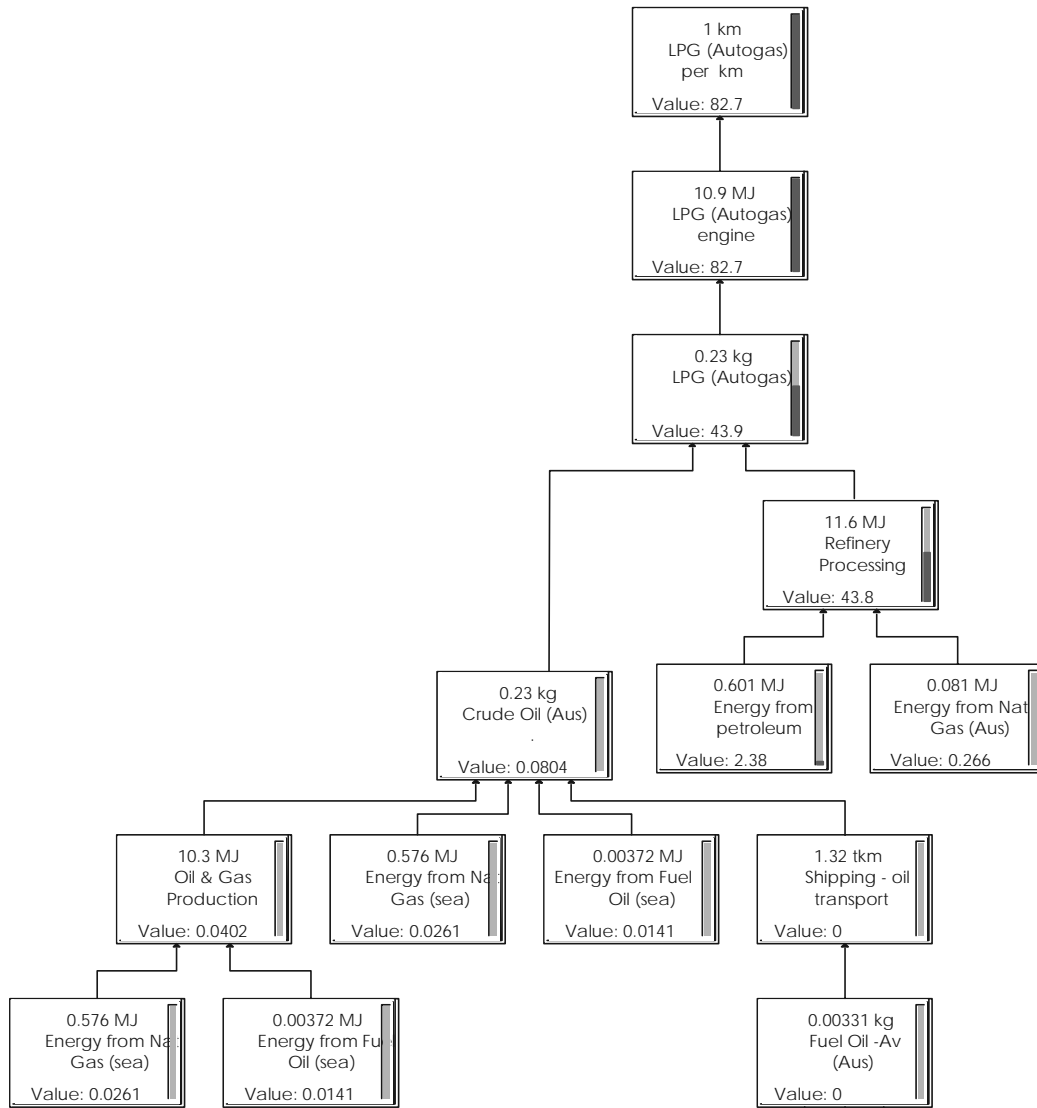 1 km
LPG (Autogas)
per km
Value: 82.7
10.9 MJ
LPG (Autogas)
engine
Value: 82.7
0.23 kg
LPG (Autogas)
Value: 43.9
11.6 MJ
Refinery
Processing
Value: 43.8
0.23 kg
Crude Oil (Aus)
.
Value: 0.0804
0.601 MJ
Energy from
petroleum
Value: 2.38
0.081 MJ
Energy from Nat
Gas (Aus)
Value: 0.266
10.3 MJ
Oil & Gas
Production
Value: 0.0402
0.576 MJ
Energy from Nat
Gas (sea)
Value: 0.0261
0.00372 MJ
Energy from Fuel
Oil (sea)
Value: 0.0141
1.32 tkm
Shipping - oil
transport
Value: 0
0.576 MJ
Energy from Nat
Gas (sea)
Value: 0.0261
0.00372 MJ
Energy from Fuel
Oil (sea)
Value: 0.0141
0.00331 kg
Fuel Oil -Av
(Aus)
Value: 0